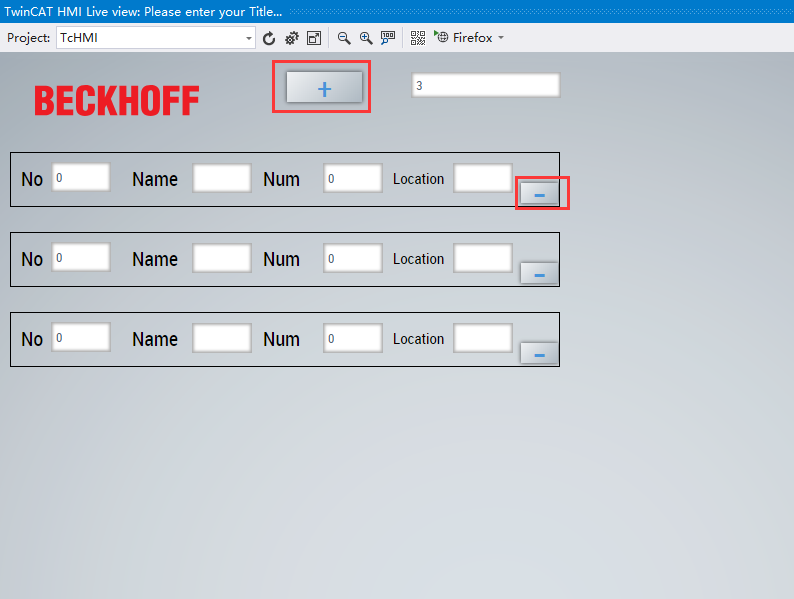 TwinCAT HMI Live view: Please enter your Title...
Project: TcHMI Firefox
BECKHOFF + 3
No 0 Name Num 0 Location -
No 0 Name Num 0 Location -
No 0 Name Num 0 Location -